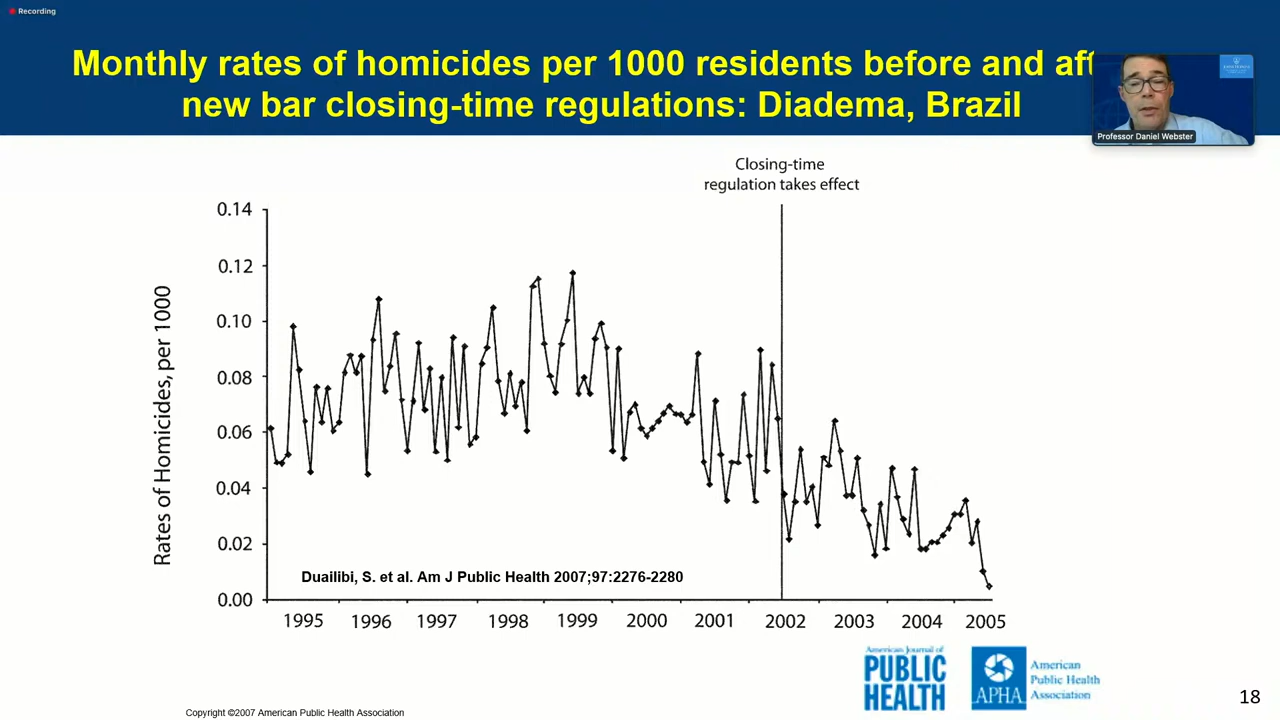 Recording
Monthly rates of homicides per 1000 residents before and aft
new bar closing-time regulations: Diadema, Brazil
Professor Daniel Webster
Closing-time
regulation takes effect
0.14
0.12
0.10
0.08
0.06
0.04
0.02
0.00
Rates of Homicides, per 1000
Duailibi, S. et al. Am J Public Health 2007;97:2276-2280
1995 1996 1997 1998 1999 2000 2001 2002 2003 2004 2005
American Journal of
PUBLIC
HEALTH
APHA
American
Public Health
Association
Copyright ©2007 American Public Health Association
18